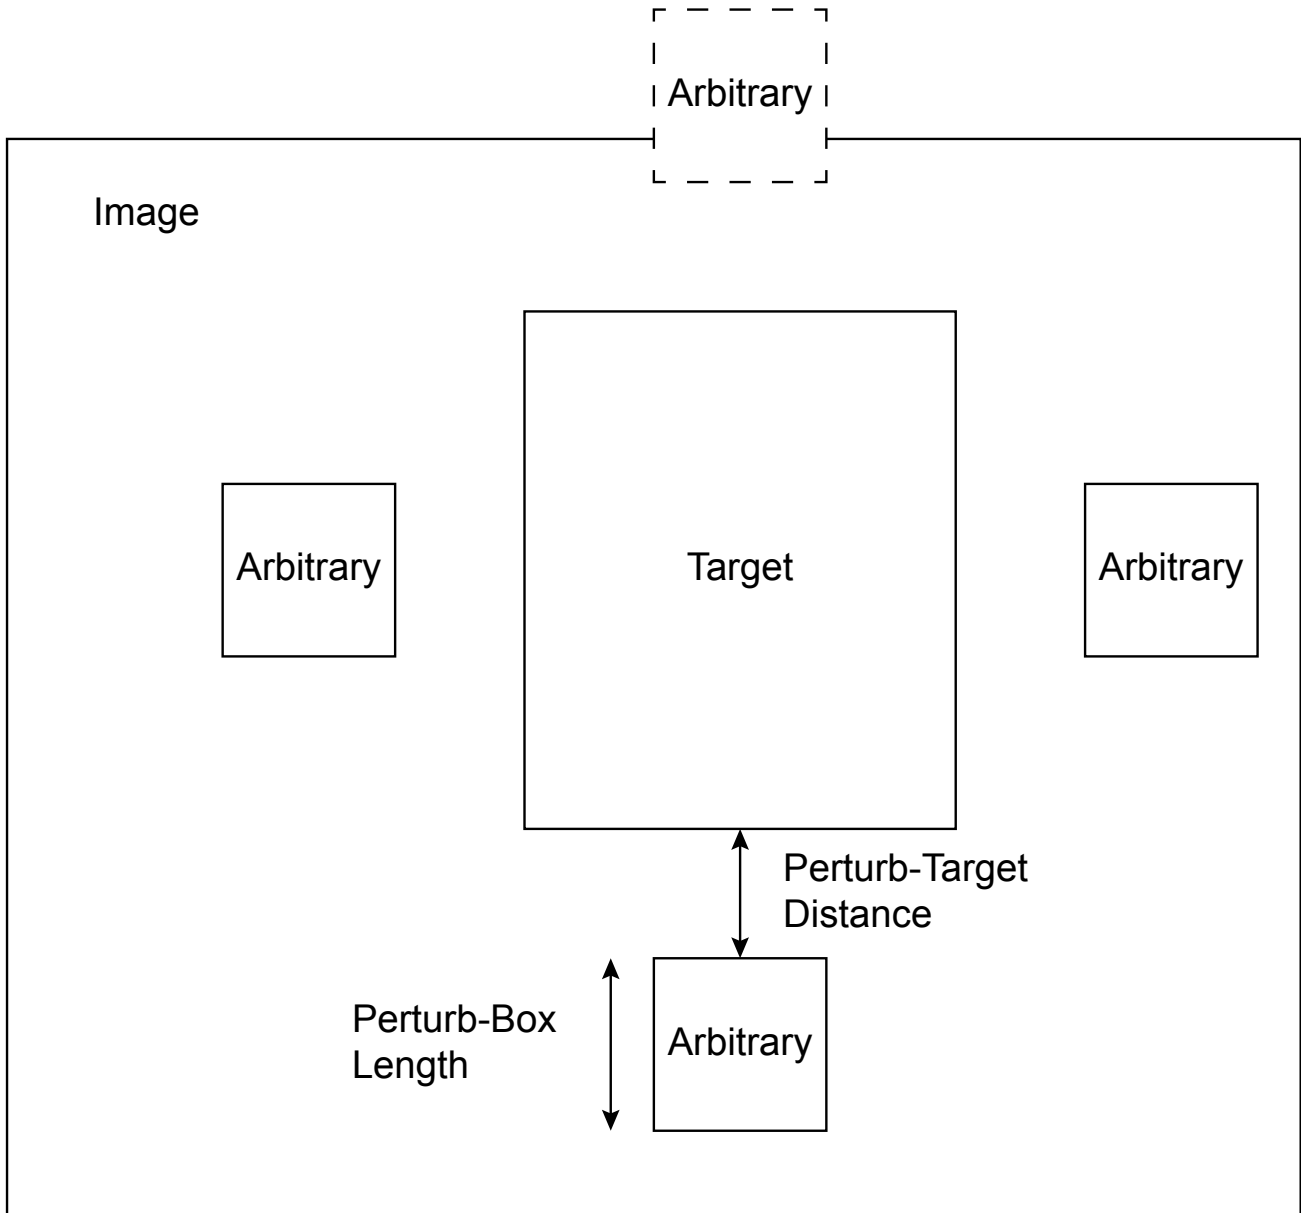 Arbitrary
Image
Arbitrary
Target
Arbitrary
Perturb-Target
Distance
Perturb-Box
Length
Arbitrary